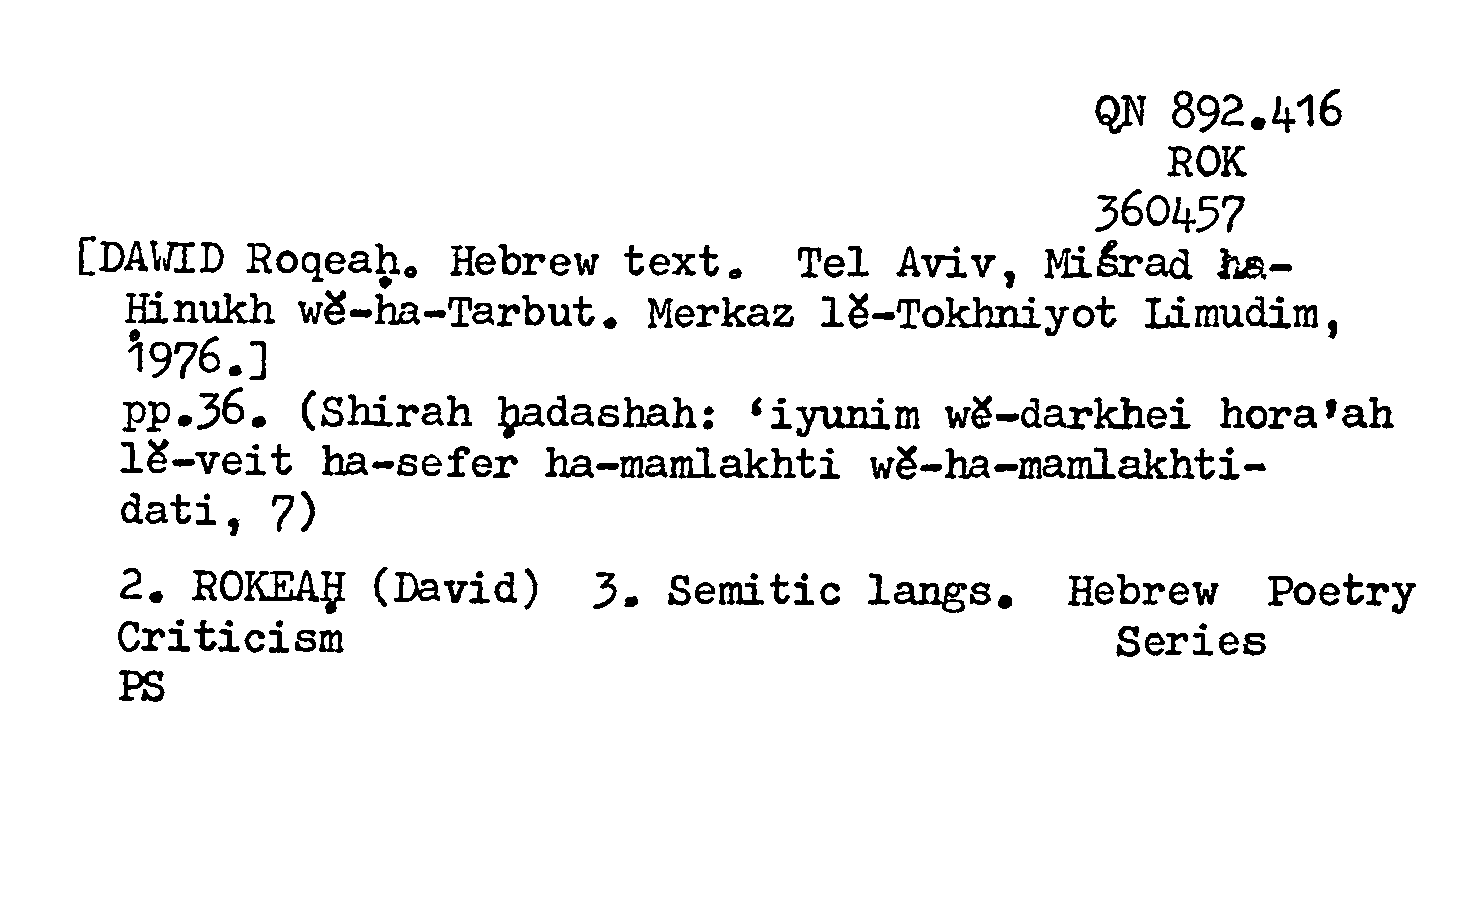 QN 892.416
ROK
360457
[DAWID Roqeaḥ. Hebrew text. Tel Aviv, Miśrad ha-
Ḥinukh wĕ-ha-Tarbut. Merkaz lĕ-Tokhniyot Limudim,
1976.]
pp.36. (Shirah ḥadashah: ‘iyunim wĕ-darkhei hora'ah
lĕ-veit ha-sefer ha-mamlakhti wĕ-ha-mamlakhti-
dati, 7)
2. ROKEAḤ (David) 3. Semitic langs. Hebrew Poetry
Criticism Series
PS